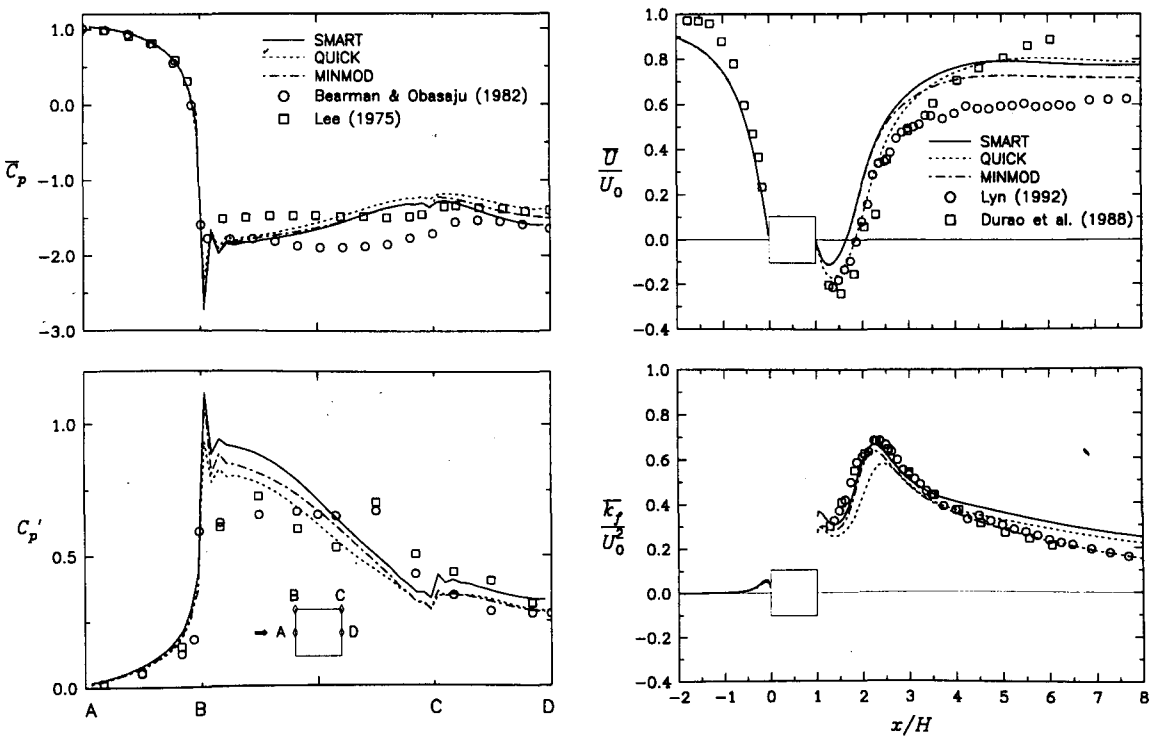 1.0
0.0
-1.0
-2.0
-3.0
C̅p
SMART
QUICK
MINMOD
Bearman & Obasaju (1982)
Lee (1975)
1.0
0.8
0.6
0.4
0.2
0.0
-0.2
-0.4
U̅
U0
SMART
QUICK
MINMOD
Lyn (1992)
Durao et al. (1988)
1.0
0.5
0.0
Cp'
B C
A D
A B C D
1.0
0.8
0.6
0.4
0.2
0.0
-0.2
-0.4
k̅f
U0²
-2 -1 0 1 2 3 4 5 6 7 8
x/H